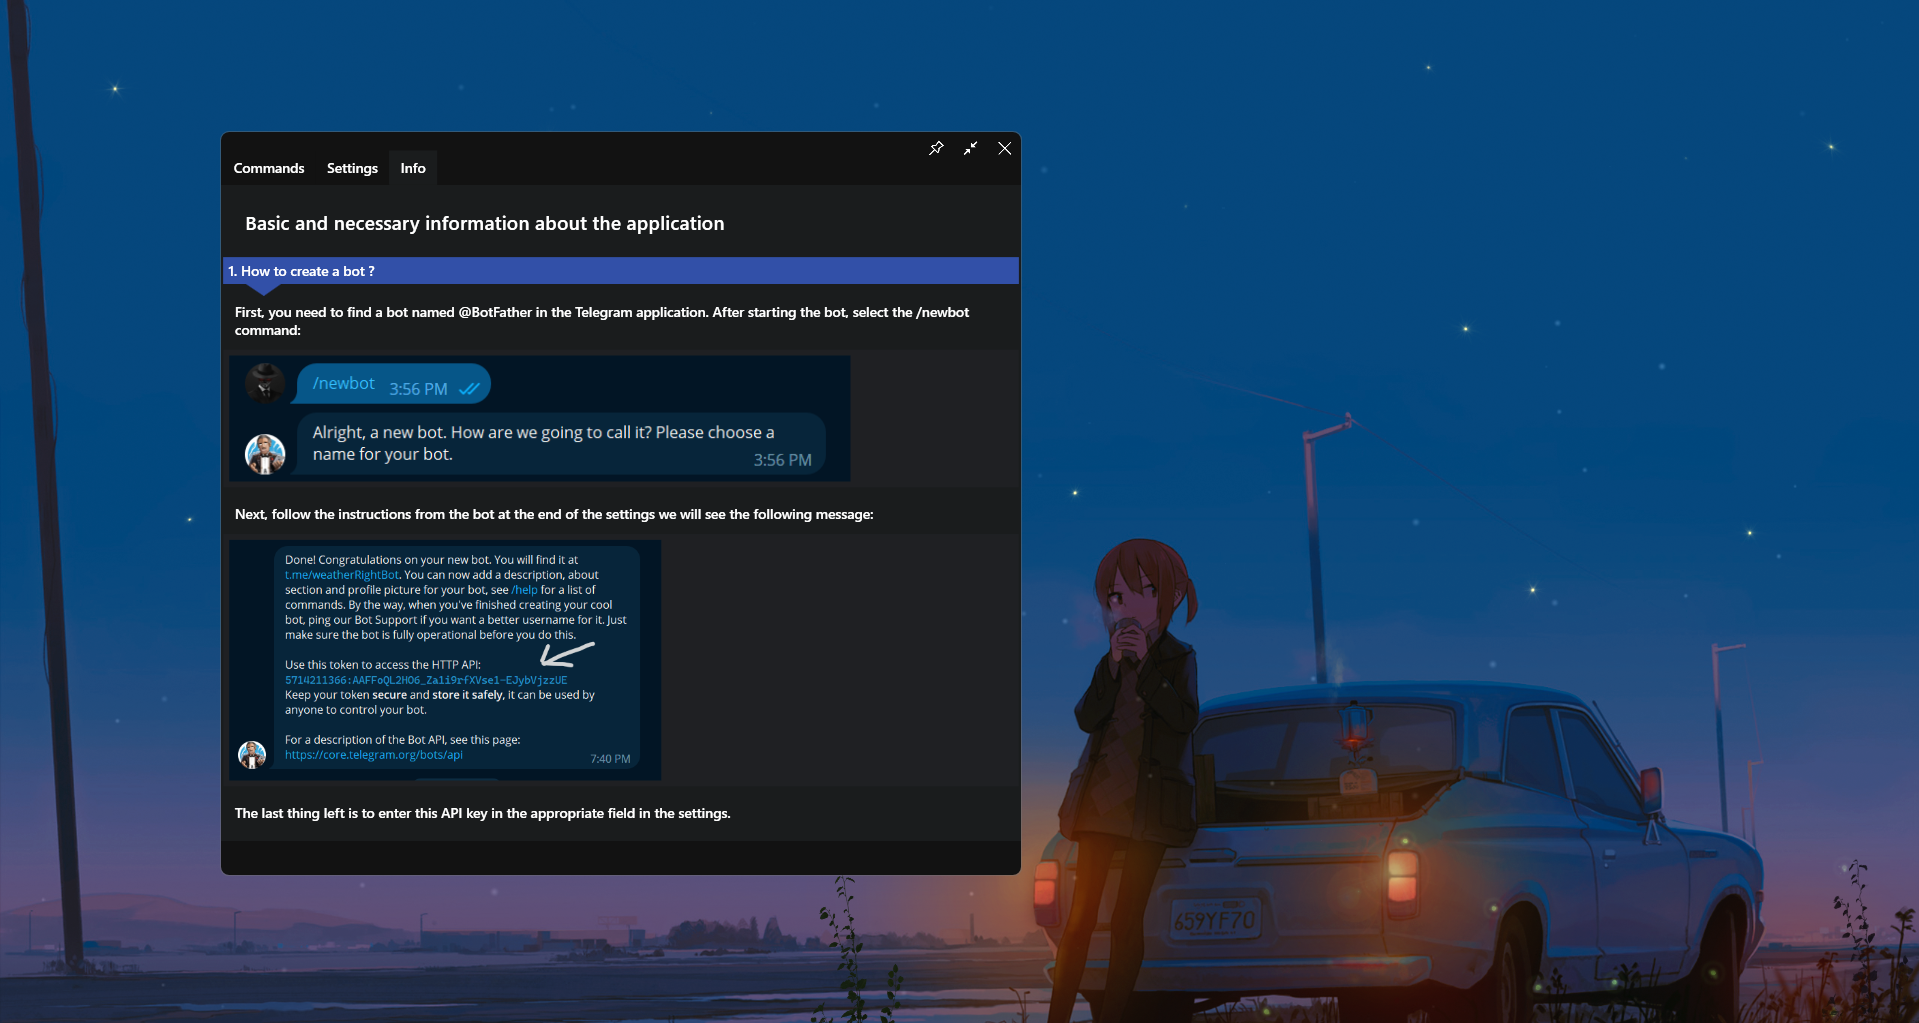 Commands Settings Info
Basic and necessary information about the application
1. How to create a bot ?
First, you need to find a bot named @BotFather in the Telegram application. After starting the bot, select the /newbot
command:
/newbot 3:56 PM
Alright, a new bot. How are we going to call it? Please choose a
name for your bot.
3:56 PM
Next, follow the instructions from the bot at the end of the settings we will see the following message:
Done! Congratulations on your new bot. You will find it at
t.me/weatherRightBot. You can now add a description, about
section and profile picture for your bot, see /help for a list of
commands. By the way, when you've finished creating your cool
bot, ping our Bot Support if you want a better username for it. Just
make sure the bot is fully operational before you do this.
Use this token to access the HTTP API:
5714211366:AAFFoQL2HO6_Za1i9rfXVse1-EJybVjzzUE
Keep your token secure and store it safely, it can be used by
anyone to control your bot.
For a description of the Bot API, see this page:
https://core.telegram.org/bots/api
7:40 PM
The last thing left is to enter this API key in the appropriate field in the settings.
659YF70